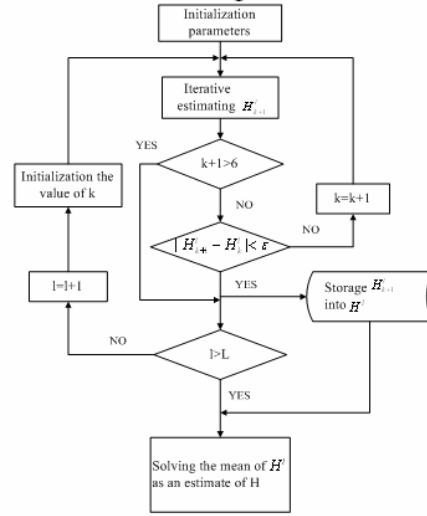 Initialization
parameters
Iterative
estimating H^l_{k+1}
YES
k+1>6
Initialization the
value of k
k=k+1
NO
NO
| H^l_{k+1} − H^l_k |< ε
YES
l=l+1
Storage H^l_{k+1}
into H^l
NO
l>L
YES
Solving the mean of H^l
as an estimate of H